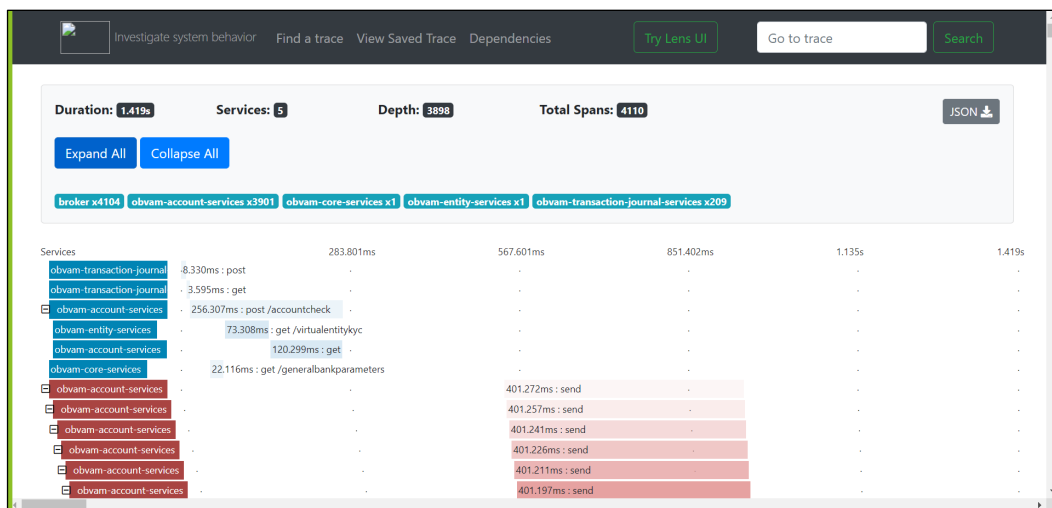 Investigate system behavior Find a trace View Saved Trace Dependencies Try Lens UI Go to trace Search
Duration: 1.419s Services: 5 Depth: 3898 Total Spans: 4110 JSON
Expand All Collapse All
broker x4104 obvam-account-services x3901 obvam-core-services x1 obvam-entity-services x1 obvam-transaction-journal-services x209
Services 283.801ms 567.601ms 851.402ms 1.135s 1.419s
obvam-transaction-journal 8.330ms : post
obvam-transaction-journal 3.595ms : get
obvam-account-services 256.307ms : post /accountcheck
obvam-entity-services 73.308ms : get /virtualentitykyc
obvam-account-services 120.299ms : get
obvam-core-services 22.116ms : get /generalbankparameters
obvam-account-services 401.272ms : send
obvam-account-services 401.257ms : send
obvam-account-services 401.241ms : send
obvam-account-services 401.226ms : send
obvam-account-services 401.211ms : send
obvam-account-services 401.197ms : send